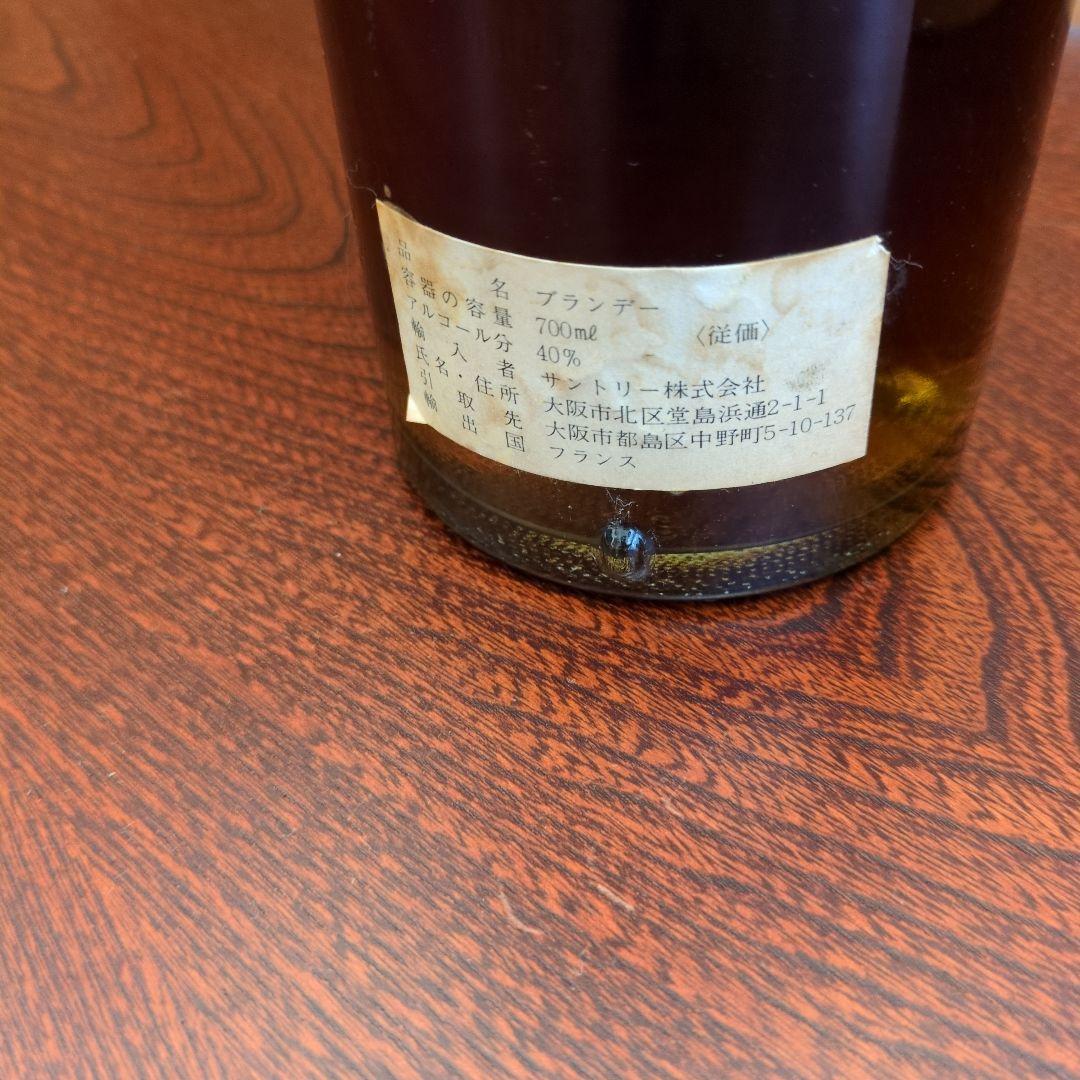 品名 ブランデー
容器の容量 700ml 〈従価〉
アルコール分 40%
輸入者 サントリー株式会社
氏名・住所 大阪市北区堂島浜通2-1-1
引取先 大阪市都島区中野町5-10-137
輸出国 フランス